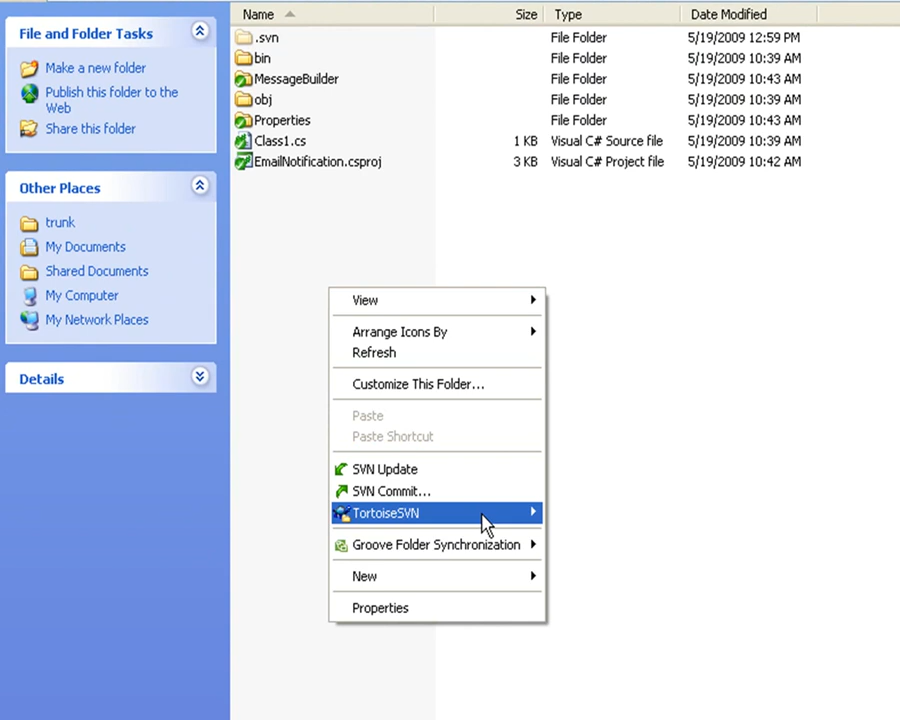 File and Folder Tasks
Make a new folder
Publish this folder to the
Web
Share this folder
Other Places
trunk
My Documents
Shared Documents
My Computer
My Network Places
Details
Name Size Type Date Modified
.svn File Folder 5/19/2009 12:59 PM
bin File Folder 5/19/2009 10:39 AM
MessageBuilder File Folder 5/19/2009 10:43 AM
obj File Folder 5/19/2009 10:39 AM
Properties File Folder 5/19/2009 10:43 AM
Class1.cs 1 KB Visual C# Source file 5/19/2009 10:39 AM
EmailNotification.csproj 3 KB Visual C# Project file 5/19/2009 10:42 AM
View
Arrange Icons By
Refresh
Customize This Folder...
Paste
Paste Shortcut
SVN Update
SVN Commit...
TortoiseSVN
Groove Folder Synchronization
New
Properties